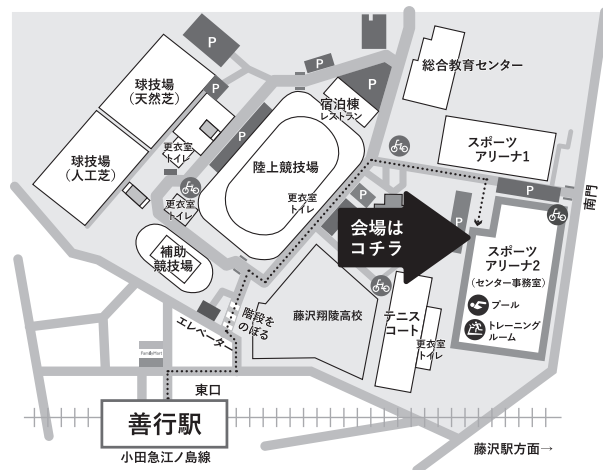 P
総合教育センター
球技場
（天然芝）
P
P
P
宿泊棟
レストラン
P
スポーツ
アリーナ1
更衣室
トイレ
球技場
（人工芝）
陸上競技場
更衣室
トイレ
P
南門
更衣室
トイレ
P
P
会場は
コチラ
補助
競技場
スポーツ
アリーナ2
（センター事務室）
プール
トレーニング
ルーム
階段を
のぼる
エレベーター
藤沢翔陵高校
テニス
コート
更衣室
トイレ
FamilyMart
東口
善行駅
小田急江ノ島線
藤沢駅方面→